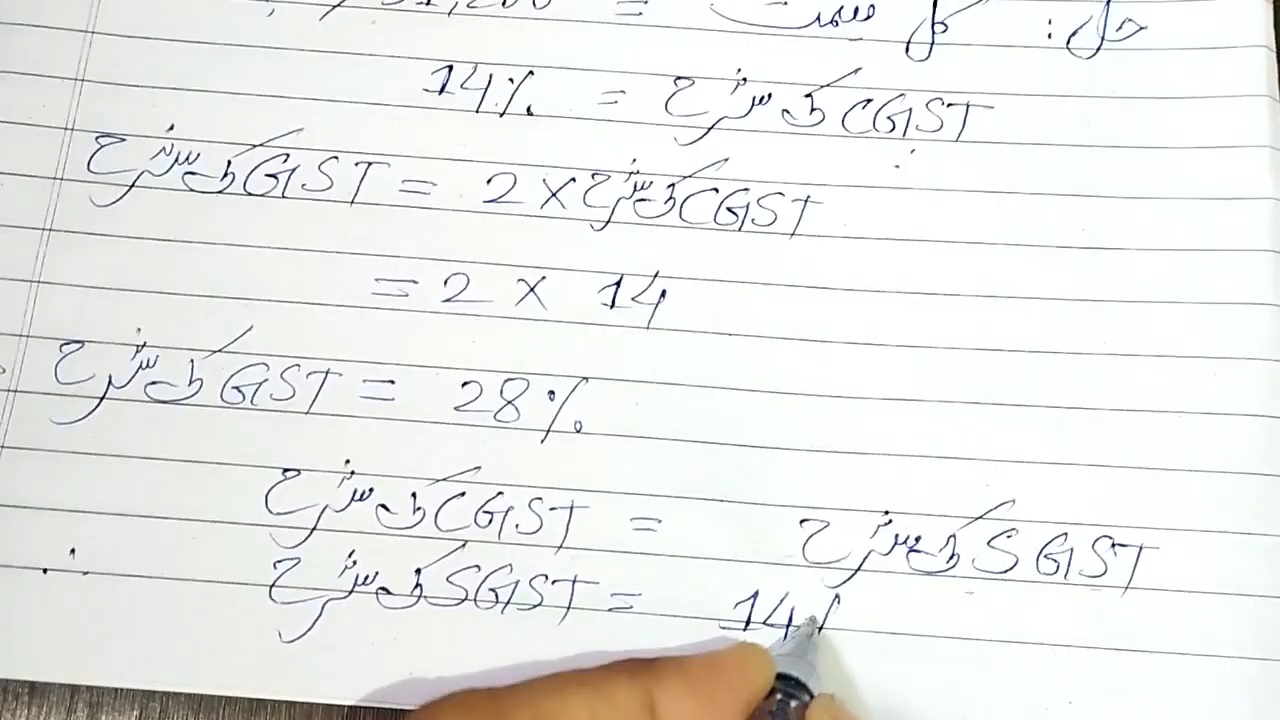 حل: کل قیمت =
CGST کی شرح = 14%
GST کی شرح = 2 × CGST کی شرح
= 2 × 14
GST کی شرح = 28%
CGST کی شرح = SGST کی شرح
∴ SGST کی شرح = 14%